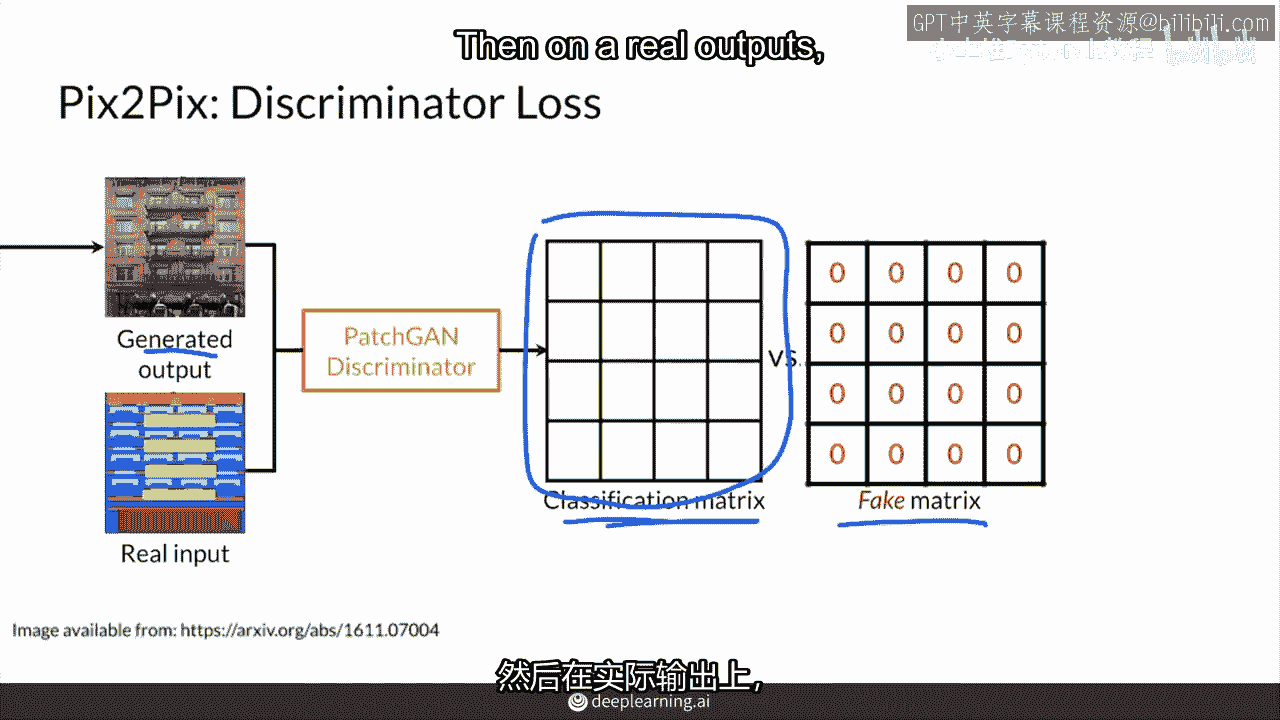 GPT中英字幕课程资源@bilibili.com
Then on a real outputs,
Pix2Pix: Discriminator Loss
Generated
output
Real input
PatchGAN
Discriminator
Classification matrix
vs.
0 0 0 0
0 0 0 0
0 0 0 0
0 0 0 0
Fake matrix
Image available from: https://arxiv.org/abs/1611.07004
然后在实际输出上,
deeplearning.ai